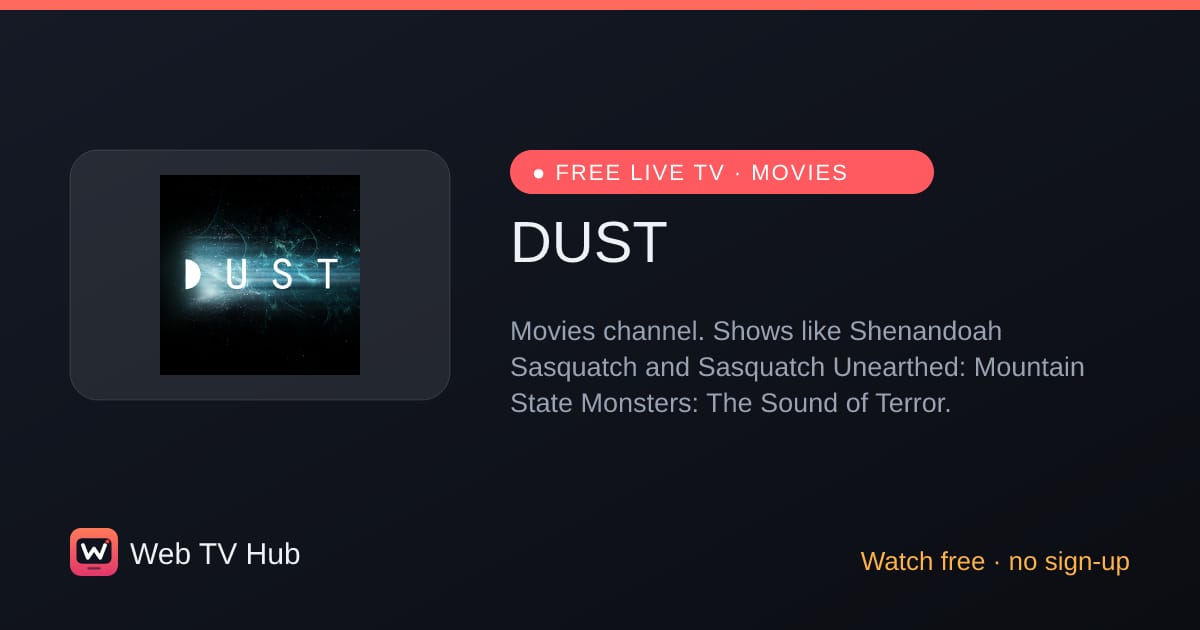 FREE LIVE TV · MOVIES
DUST
DUST
Movies channel. Shows like Shenandoah
Sasquatch and Sasquatch Unearthed: Mountain
State Monsters: The Sound of Terror.
W
Web TV Hub
Watch free · no sign-up